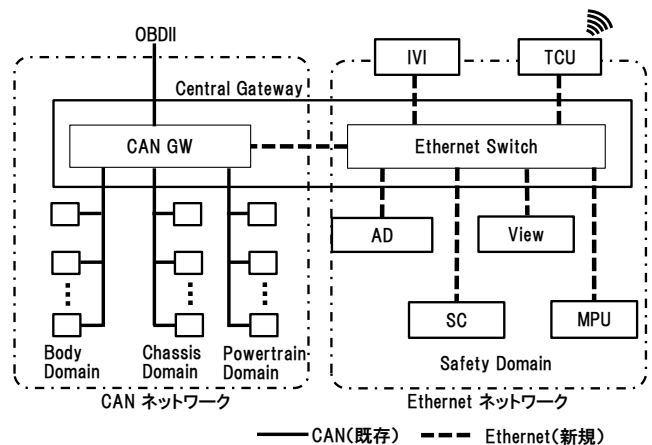 OBDII
IVI
TCU
Central Gateway
CAN GW
Ethernet Switch
AD
View
SC
MPU
Body
Domain
Chassis
Domain
Powertrain
Domain
Safety Domain
CAN ネットワーク
Ethernet ネットワーク
CAN(既存)
Ethernet(新規)